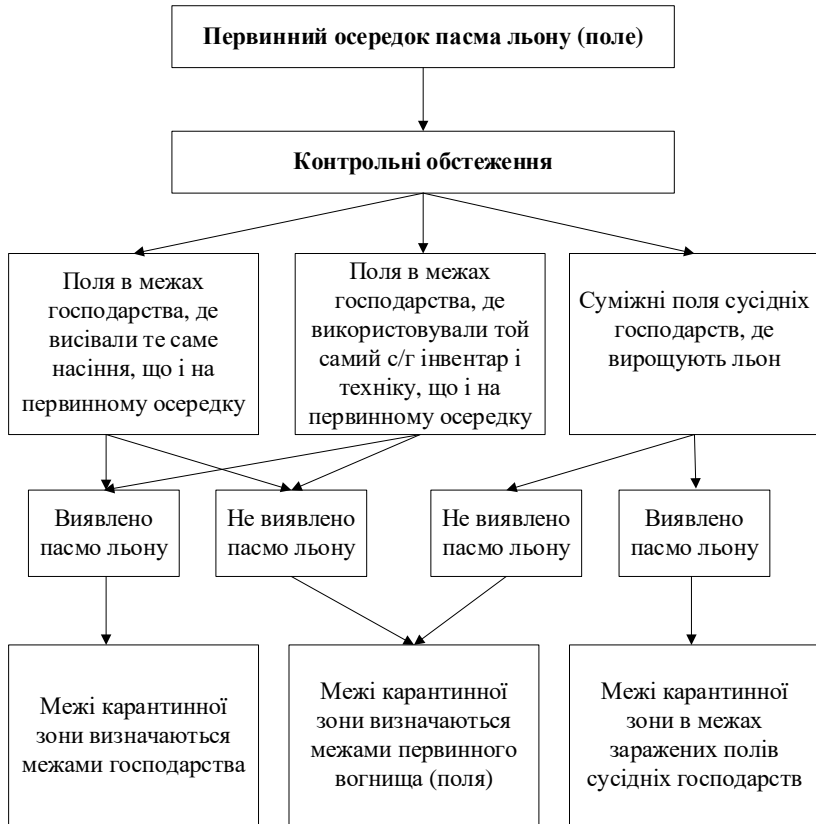 Первинний осередок пасма льону (поле)
Контрольні обстеження
Поля в межах
господарства, де
висівали те саме
насіння, що і на
первинному осередку
Поля в межах
господарства, де
використовували той
самий с/г інвентар і
техніку, що і на
первинному осередку
Суміжні поля сусідніх
господарств, де
вирощують льон
Виявлено
пасмо льону
Не виявлено
пасмо льону
Не виявлено
пасмо льону
Виявлено
пасмо льону
Межі карантинної
зони визначаються
межами господарства
Межі карантинної
зони визначаються
межами первинного
вогнища (поля)
Межі карантинної
зони в межах
заражених полів
сусідніх господарств